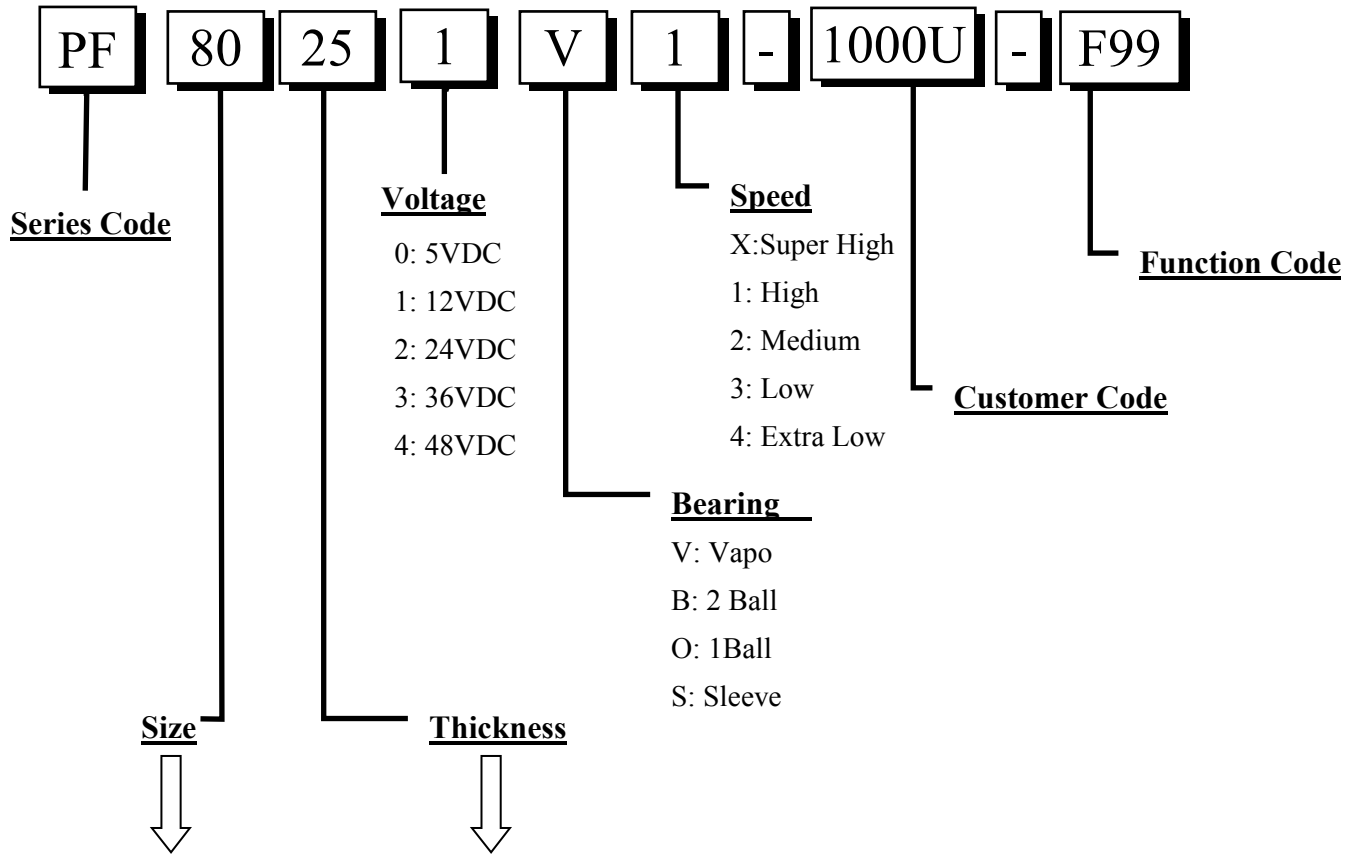 PF 80 25 1 V 1 - 1000U - F99
Series Code
Voltage
0: 5VDC
1: 12VDC
2: 24VDC
3: 36VDC
4: 48VDC
Speed
X:Super High
1: High
2: Medium
3: Low
4: Extra Low
Function Code
Customer Code
Bearing
V: Vapo
B: 2 Ball
O: 1Ball
S: Sleeve
Size
Thickness